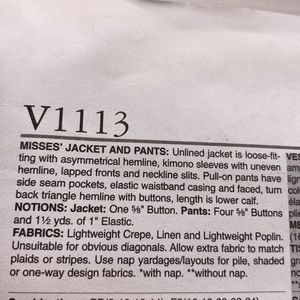 V1113
MISSES' JACKET AND PANTS: Unlined jacket is loose-fit-
ting with asymmetrical hemline, kimono sleeves with uneven
hemline, lapped fronts and neckline slits. Pull-on pants have
side seam pockets, elastic waistband casing and faced, turn
back triangle hemline with buttons, length is lower calf.
NOTIONS: Jacket: One ⅝" Button. Pants: Four ⅝" Buttons
and 1½ yds. of 1" Elastic.
FABRICS: Lightweight Crepe, Linen and Lightweight Poplin.
Unsuitable for obvious diagonals. Allow extra fabric to match
plaids or stripes. Use nap yardages/layouts for pile, shaded
or one-way design fabrics. *with nap. **without nap.